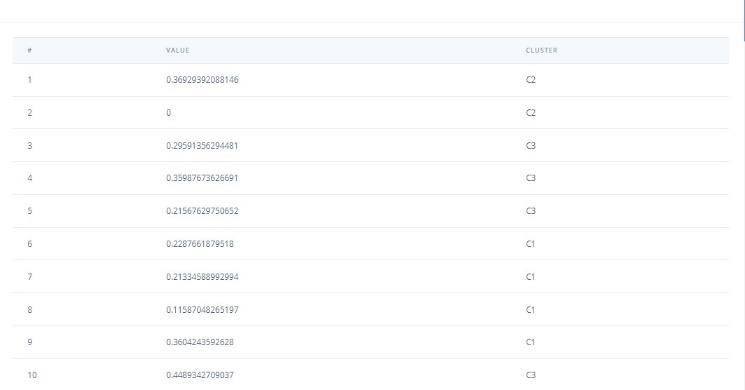 # VALUE CLUSTER
1 0.36929392088146 C2
2 0 C2
3 0.29591356294481 C3
4 0.35987673626691 C3
5 0.21567629750652 C3
6 0.2287661879518 C1
7 0.21334588992994 C1
8 0.11587048265197 C1
9 0.3604243592628 C1
10 0.4489342709037 C3